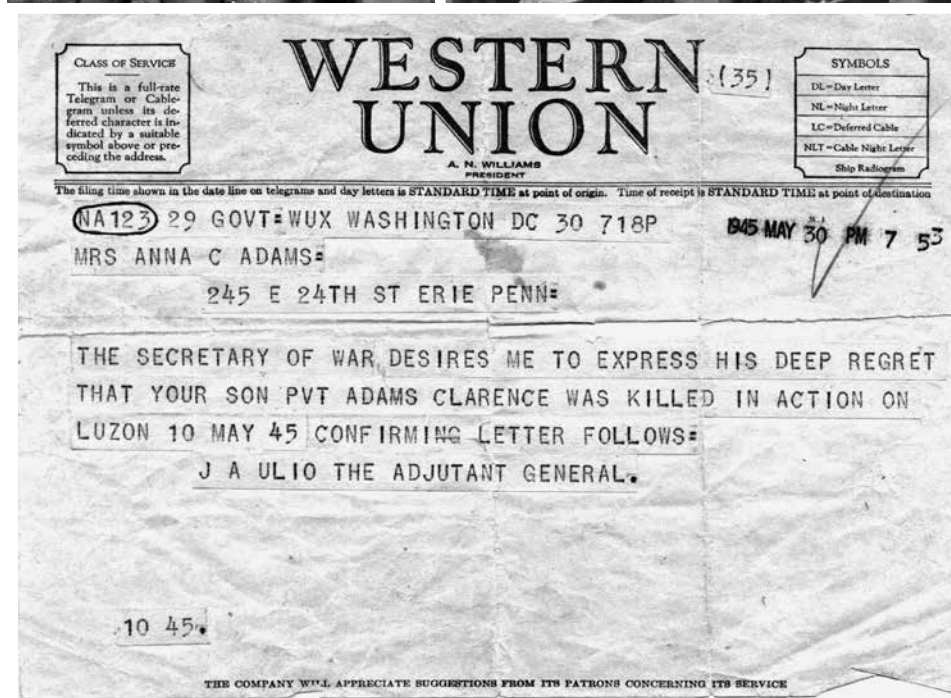 CLASS OF SERVICE
This is a full-rate
Telegram or Cable-
gram unless its de-
ferred character is in-
dicated by a suitable
symbol above or pre-
ceding the address.
WESTERN
UNION
A. N. WILLIAMS
PRESIDENT
(35)
SYMBOLS
DL=Day Letter
NL=Night Letter
LC=Deferred Cable
NLT=Cable Night Letter
Ship Radiogram
The filing time shown in the date line on telegrams and day letters is STANDARD TIME at point of origin. Time of receipt is STANDARD TIME at point of destination
NA123 29 GOVT=WUX WASHINGTON DC 30 718P
1945 MAY 30 PM 7 53
MRS ANNA C ADAMS=
245 E 24TH ST ERIE PENN=
THE SECRETARY OF WAR DESIRES ME TO EXPRESS HIS DEEP REGRET
THAT YOUR SON PVT ADAMS CLARENCE WAS KILLED IN ACTION ON
LUZON 10 MAY 45 CONFIRMING LETTER FOLLOWS=
J A ULIO THE ADJUTANT GENERAL.
10 45.
THE COMPANY WILL APPRECIATE SUGGESTIONS FROM ITS PATRONS CONCERNING ITS SERVICE